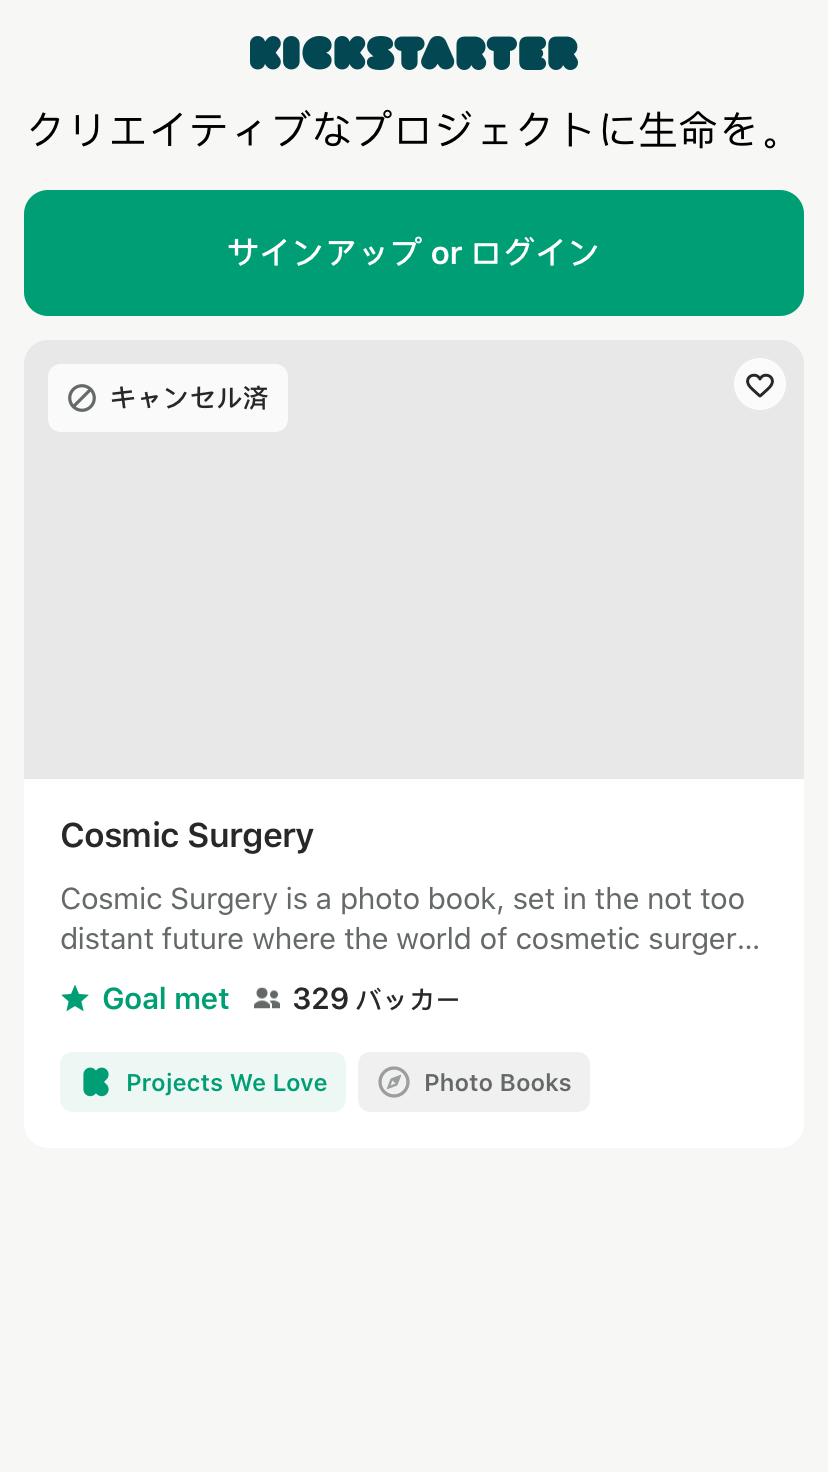 KICKSTARTER
クリエイティブなプロジェクトに生命を。
サインアップ or ログイン
キャンセル済
Cosmic Surgery
Cosmic Surgery is a photo book, set in the not too
distant future where the world of cosmetic surger…
Goal met 329 バッカー
Projects We Love Photo Books